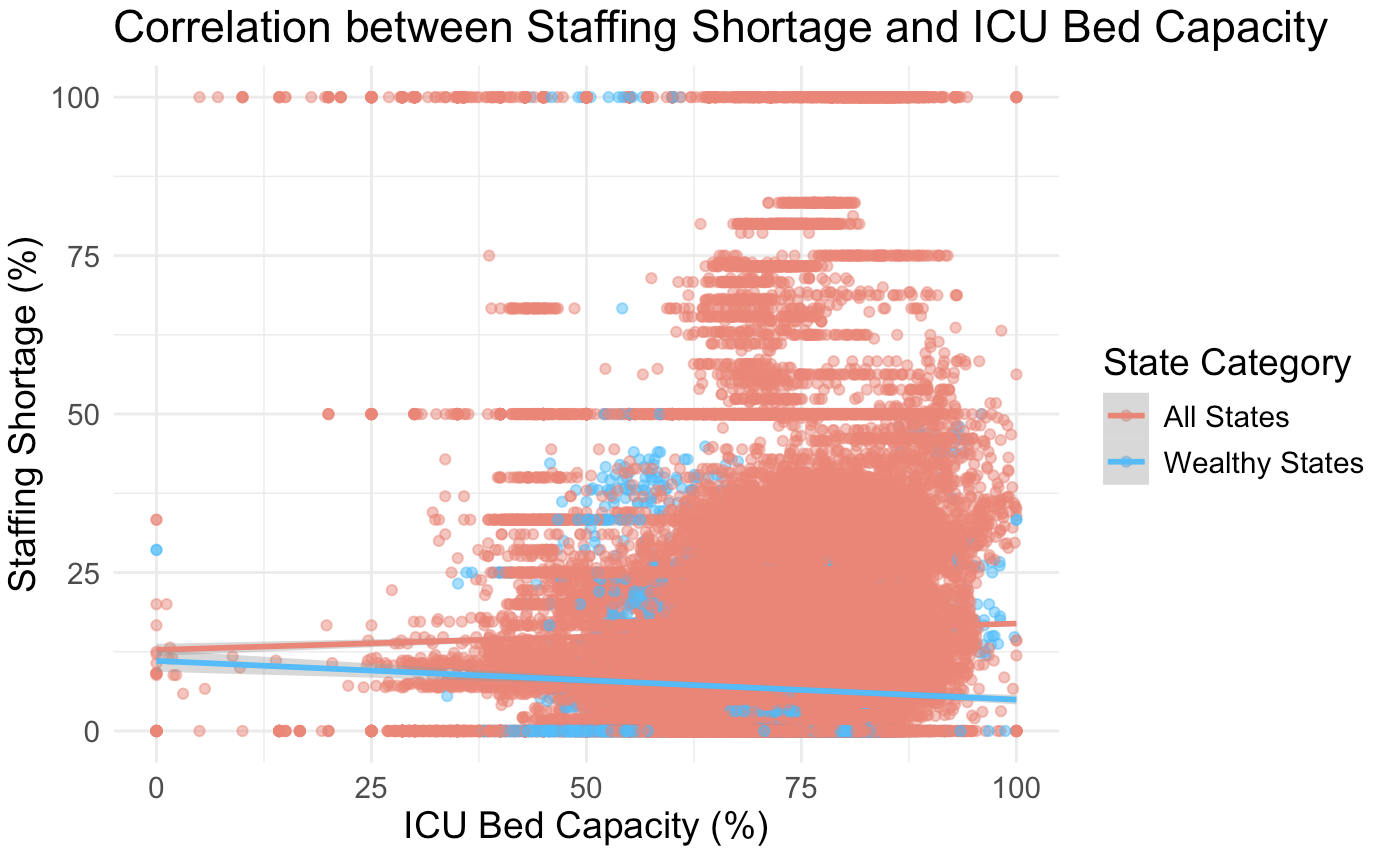 Correlation between Staffing Shortage and ICU Bed Capacity
Staffing Shortage (%)
100
75
50
25
0
0 25 50 75 100
ICU Bed Capacity (%)
State Category
All States
Wealthy States